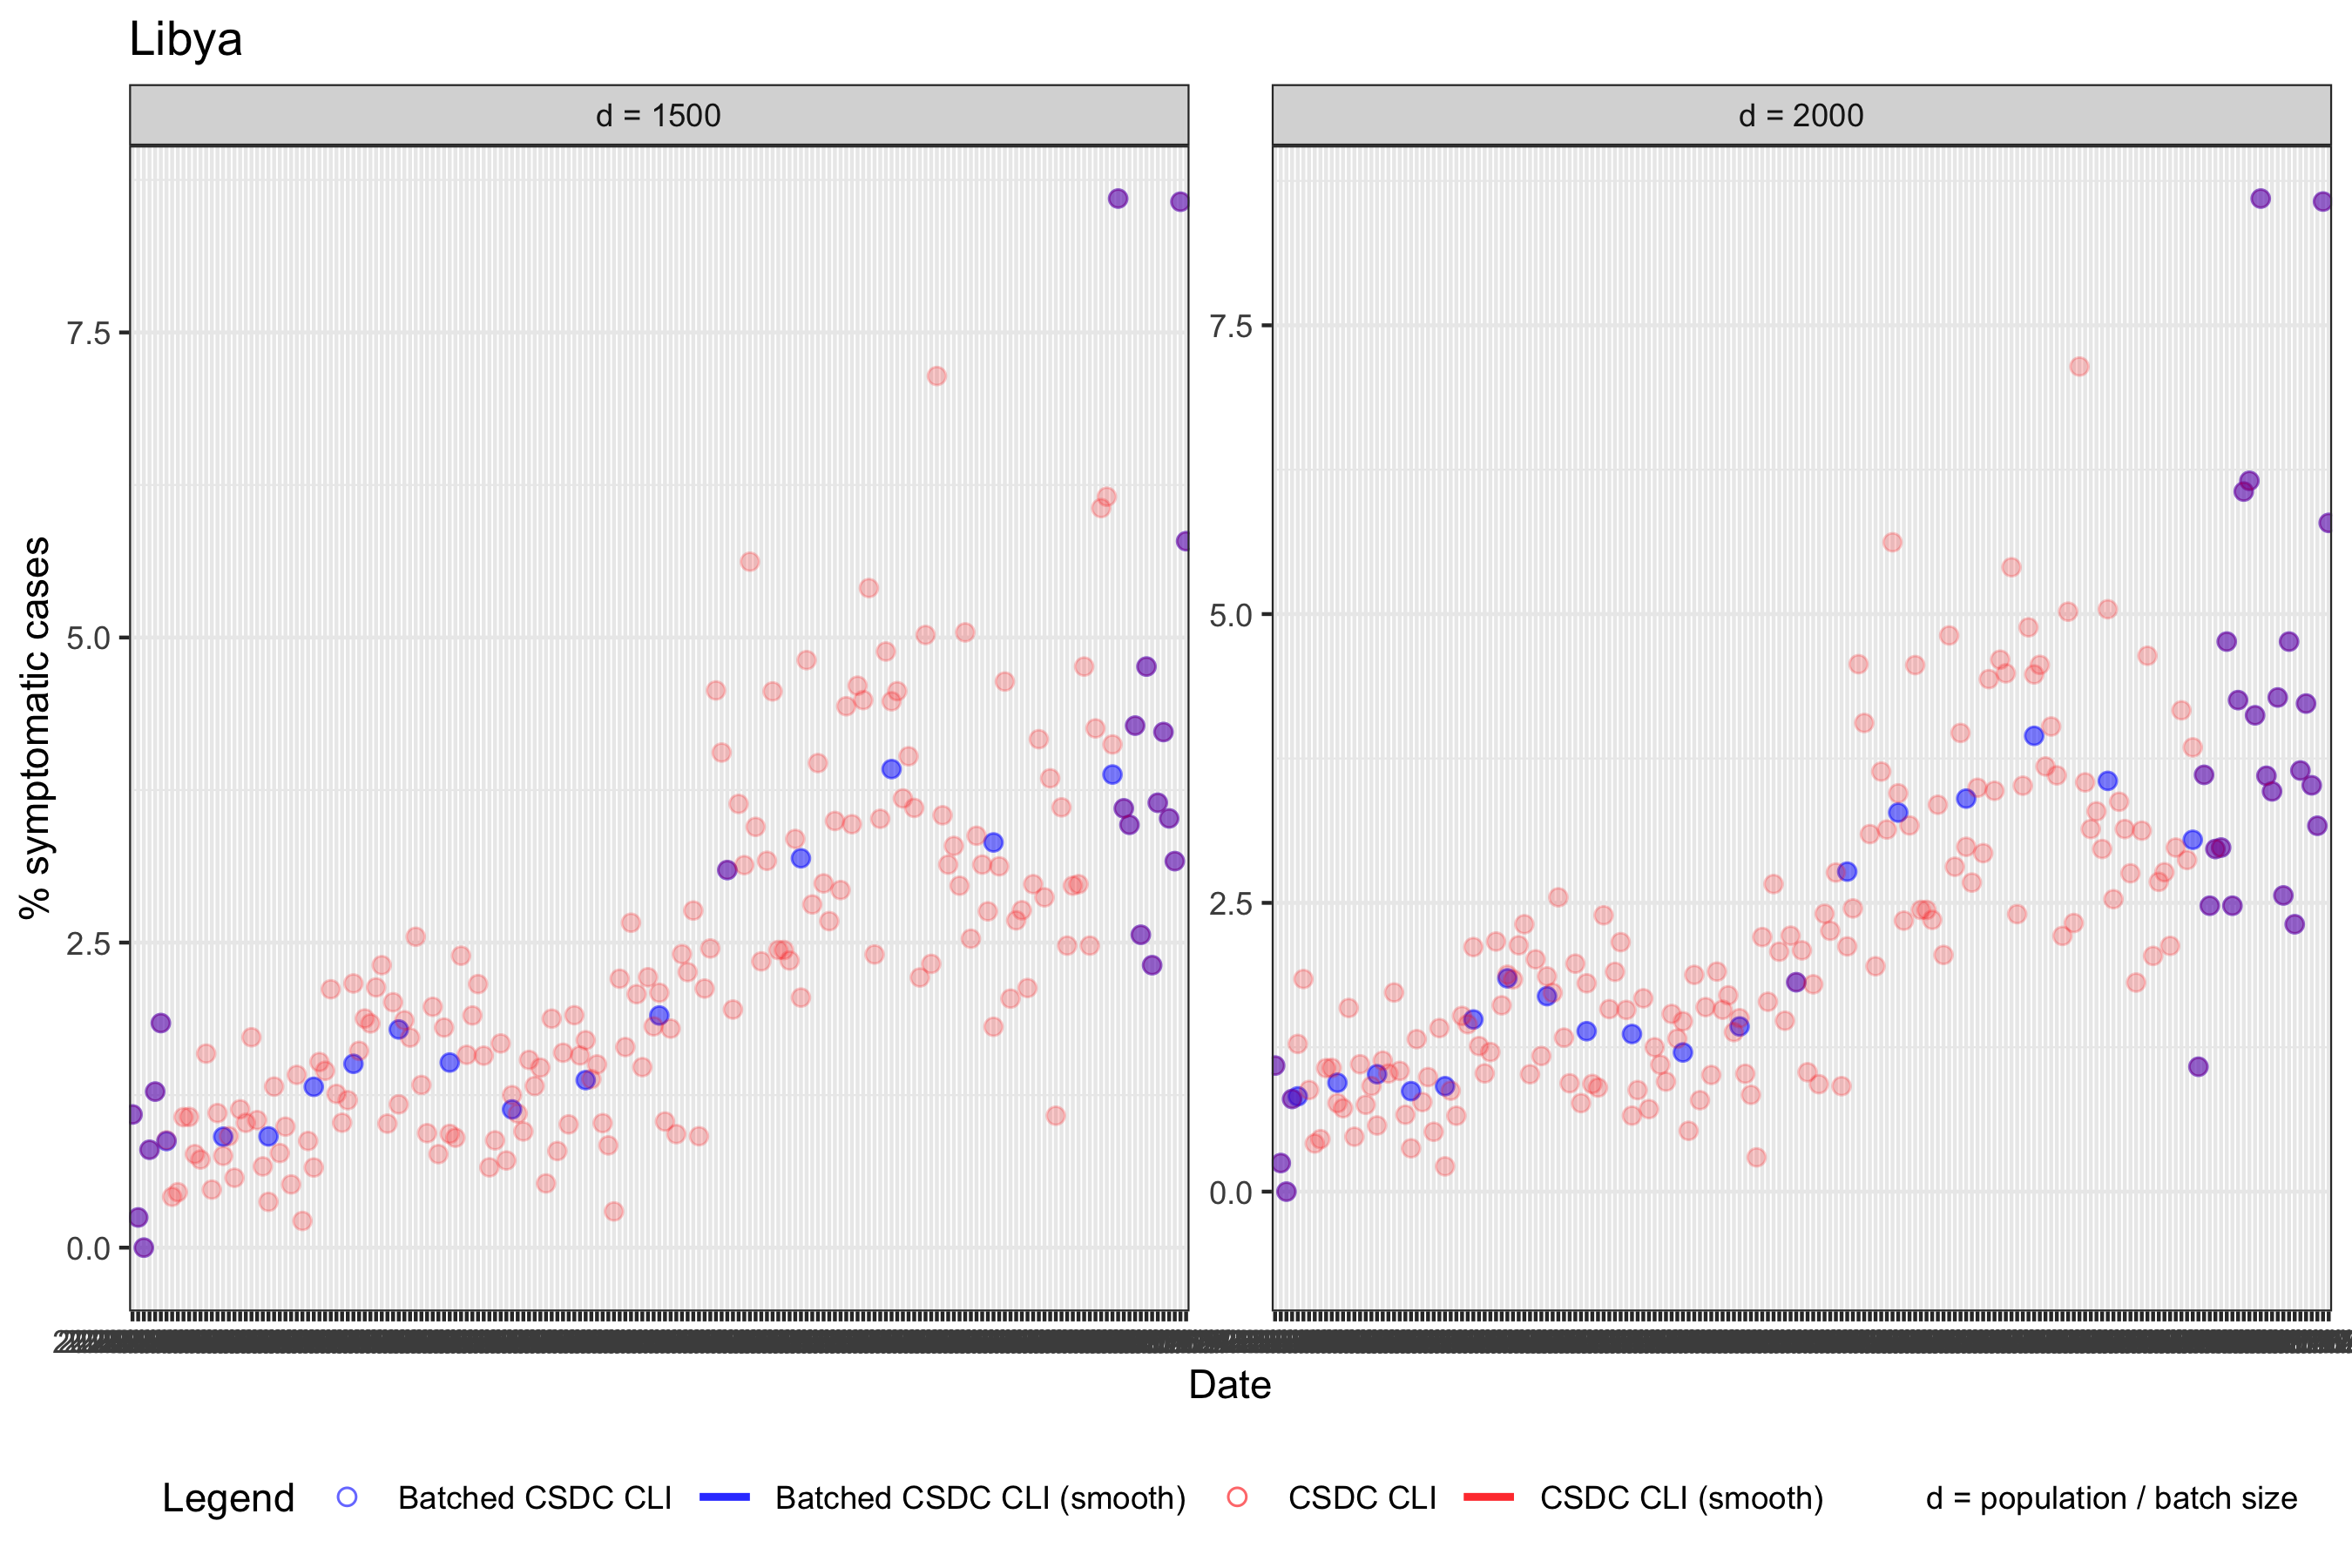 Libya
d = 1500
d = 2000
% symptomatic cases
7.5
5.0
2.5
0.0
7.5
5.0
2.5
0.0
Date
Legend
Batched CSDC CLI
Batched CSDC CLI (smooth)
CSDC CLI
CSDC CLI (smooth)
d = population / batch size